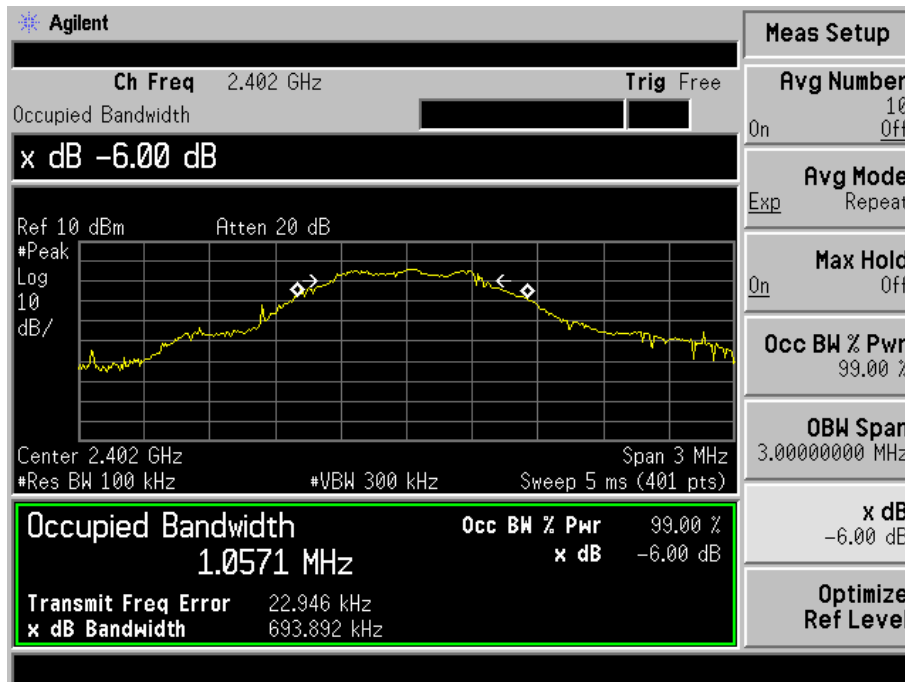 Agilent
Ch Freq 2.402 GHz Trig Free
Occupied Bandwidth
x dB -6.00 dB
Ref 10 dBm Atten 20 dB
#Peak
Log
10
dB/
Center 2.402 GHz Span 3 MHz
#Res BW 100 kHz #VBW 300 kHz Sweep 5 ms (401 pts)
Occupied Bandwidth Occ BW % Pwr 99.00 %
1.0571 MHz x dB -6.00 dB
Transmit Freq Error 22.946 kHz
x dB Bandwidth 693.892 kHz
Meas Setup
Avg Number
10
On Off
Avg Mode
Exp Repeat
Max Hold
On Off
Occ BW % Pwr
99.00 %
OBW Span
3.00000000 MHz
x dB
-6.00 dB
Optimize
Ref Level